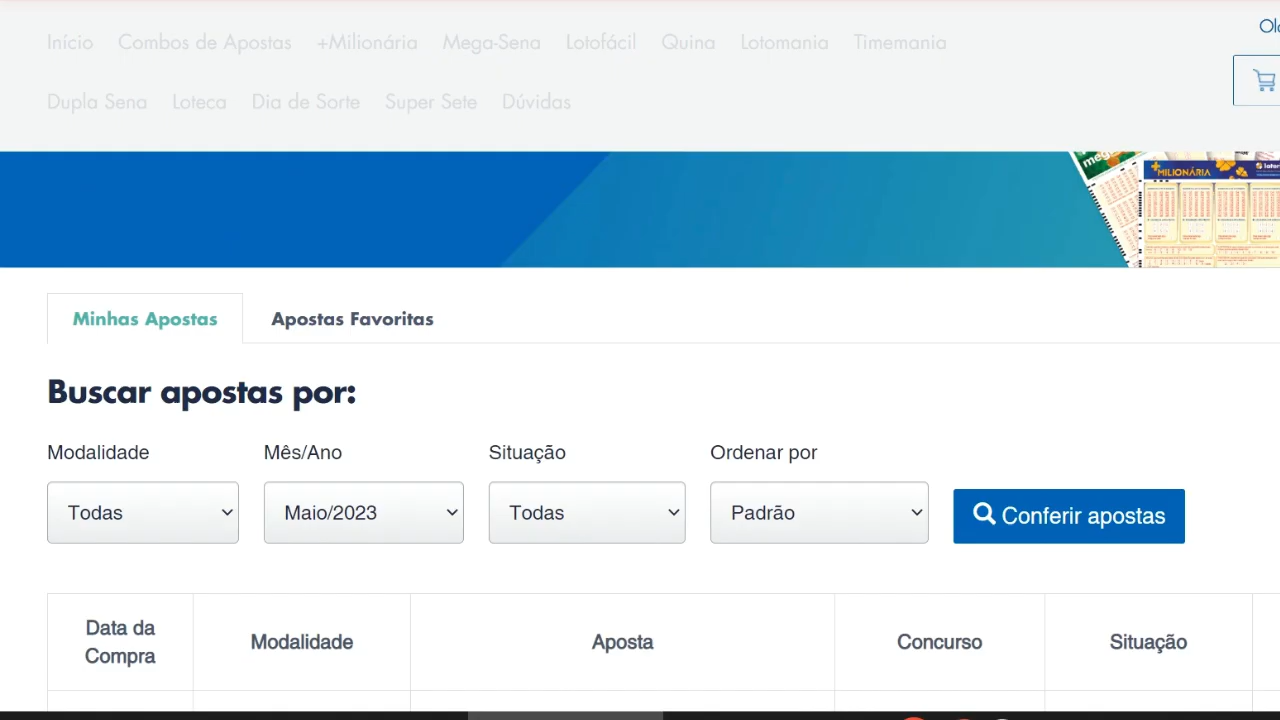 Início Combos de Apostas +Milionária Mega-Sena Lotofácil Quina Lotomania Timemania
Dupla Sena Loteca Dia de Sorte Super Sete Dúvidas
+MILIONÁRIA
Minhas Apostas Apostas Favoritas
Buscar apostas por:
Modalidade Mês/Ano Situação Ordenar por
Todas Maio/2023 Todas Padrão Conferir apostas
Data da
Compra
Modalidade Aposta Concurso Situação